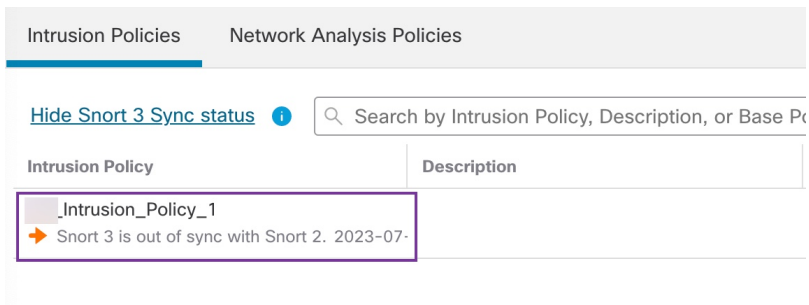 Intrusion Policies Network Analysis Policies
Hide Snort 3 Sync status i Search by Intrusion Policy, Description, or Base
Intrusion Policy Description
_Intrusion_Policy_1
Snort 3 is out of sync with Snort 2. 2023-07-